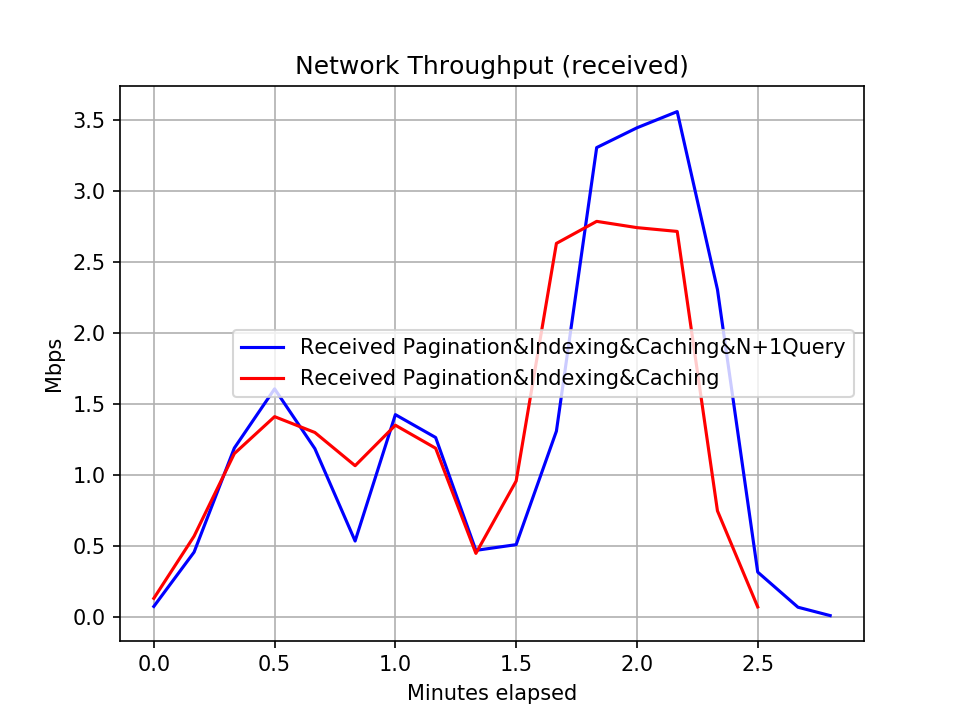 Network Throughput (received)
3.5
3.0
2.5
2.0
1.5
1.0
0.5
0.0
Mbps
Received Pagination&Indexing&Caching&N+1Query
Received Pagination&Indexing&Caching
0.0 0.5 1.0 1.5 2.0 2.5
Minutes elapsed